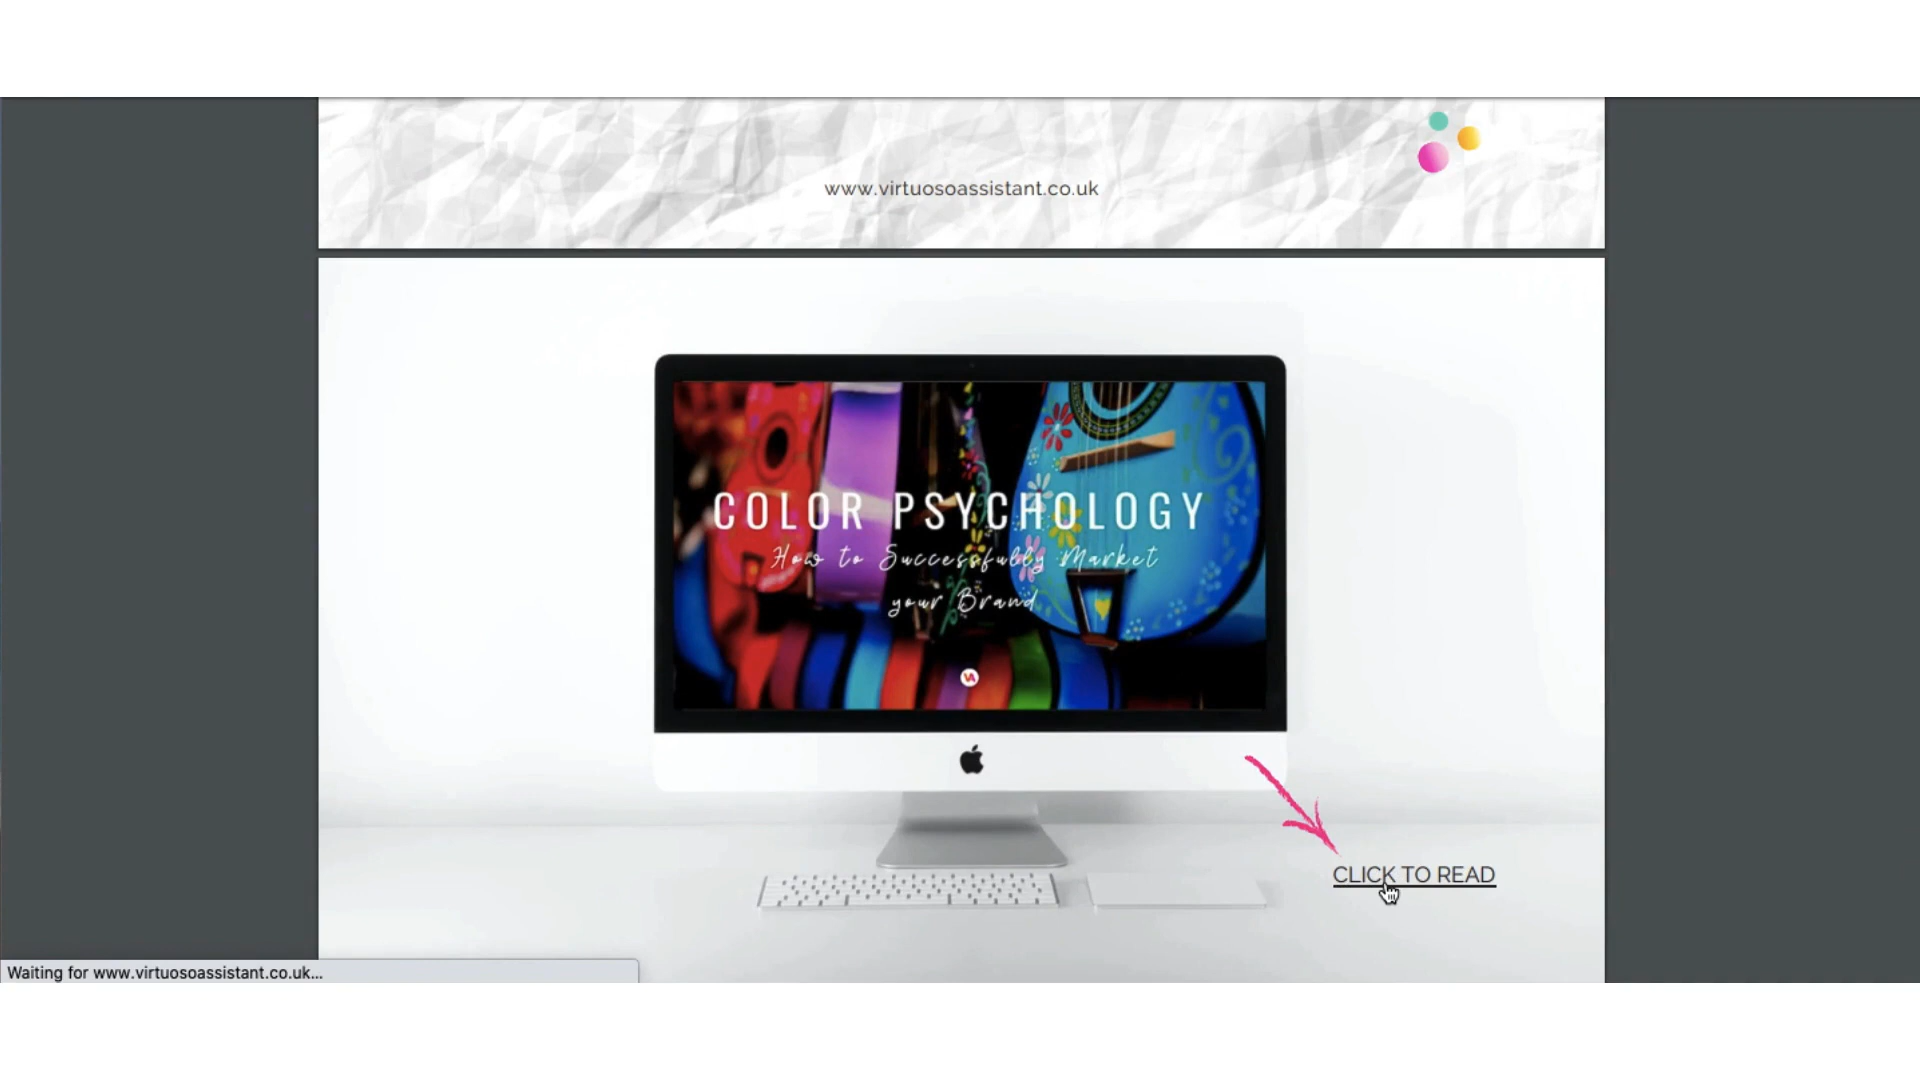 www.virtuosoassistant.co.uk
COLOR PSYCHOLOGY
How to Successfully Market
your Brand
VA
CLICK TO READ
Waiting for www.virtuosoassistant.co.uk...